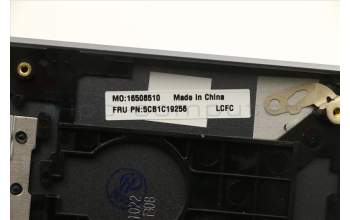 MO:16508510 Made in China
FRU PN:5CB1C19256 LCFC